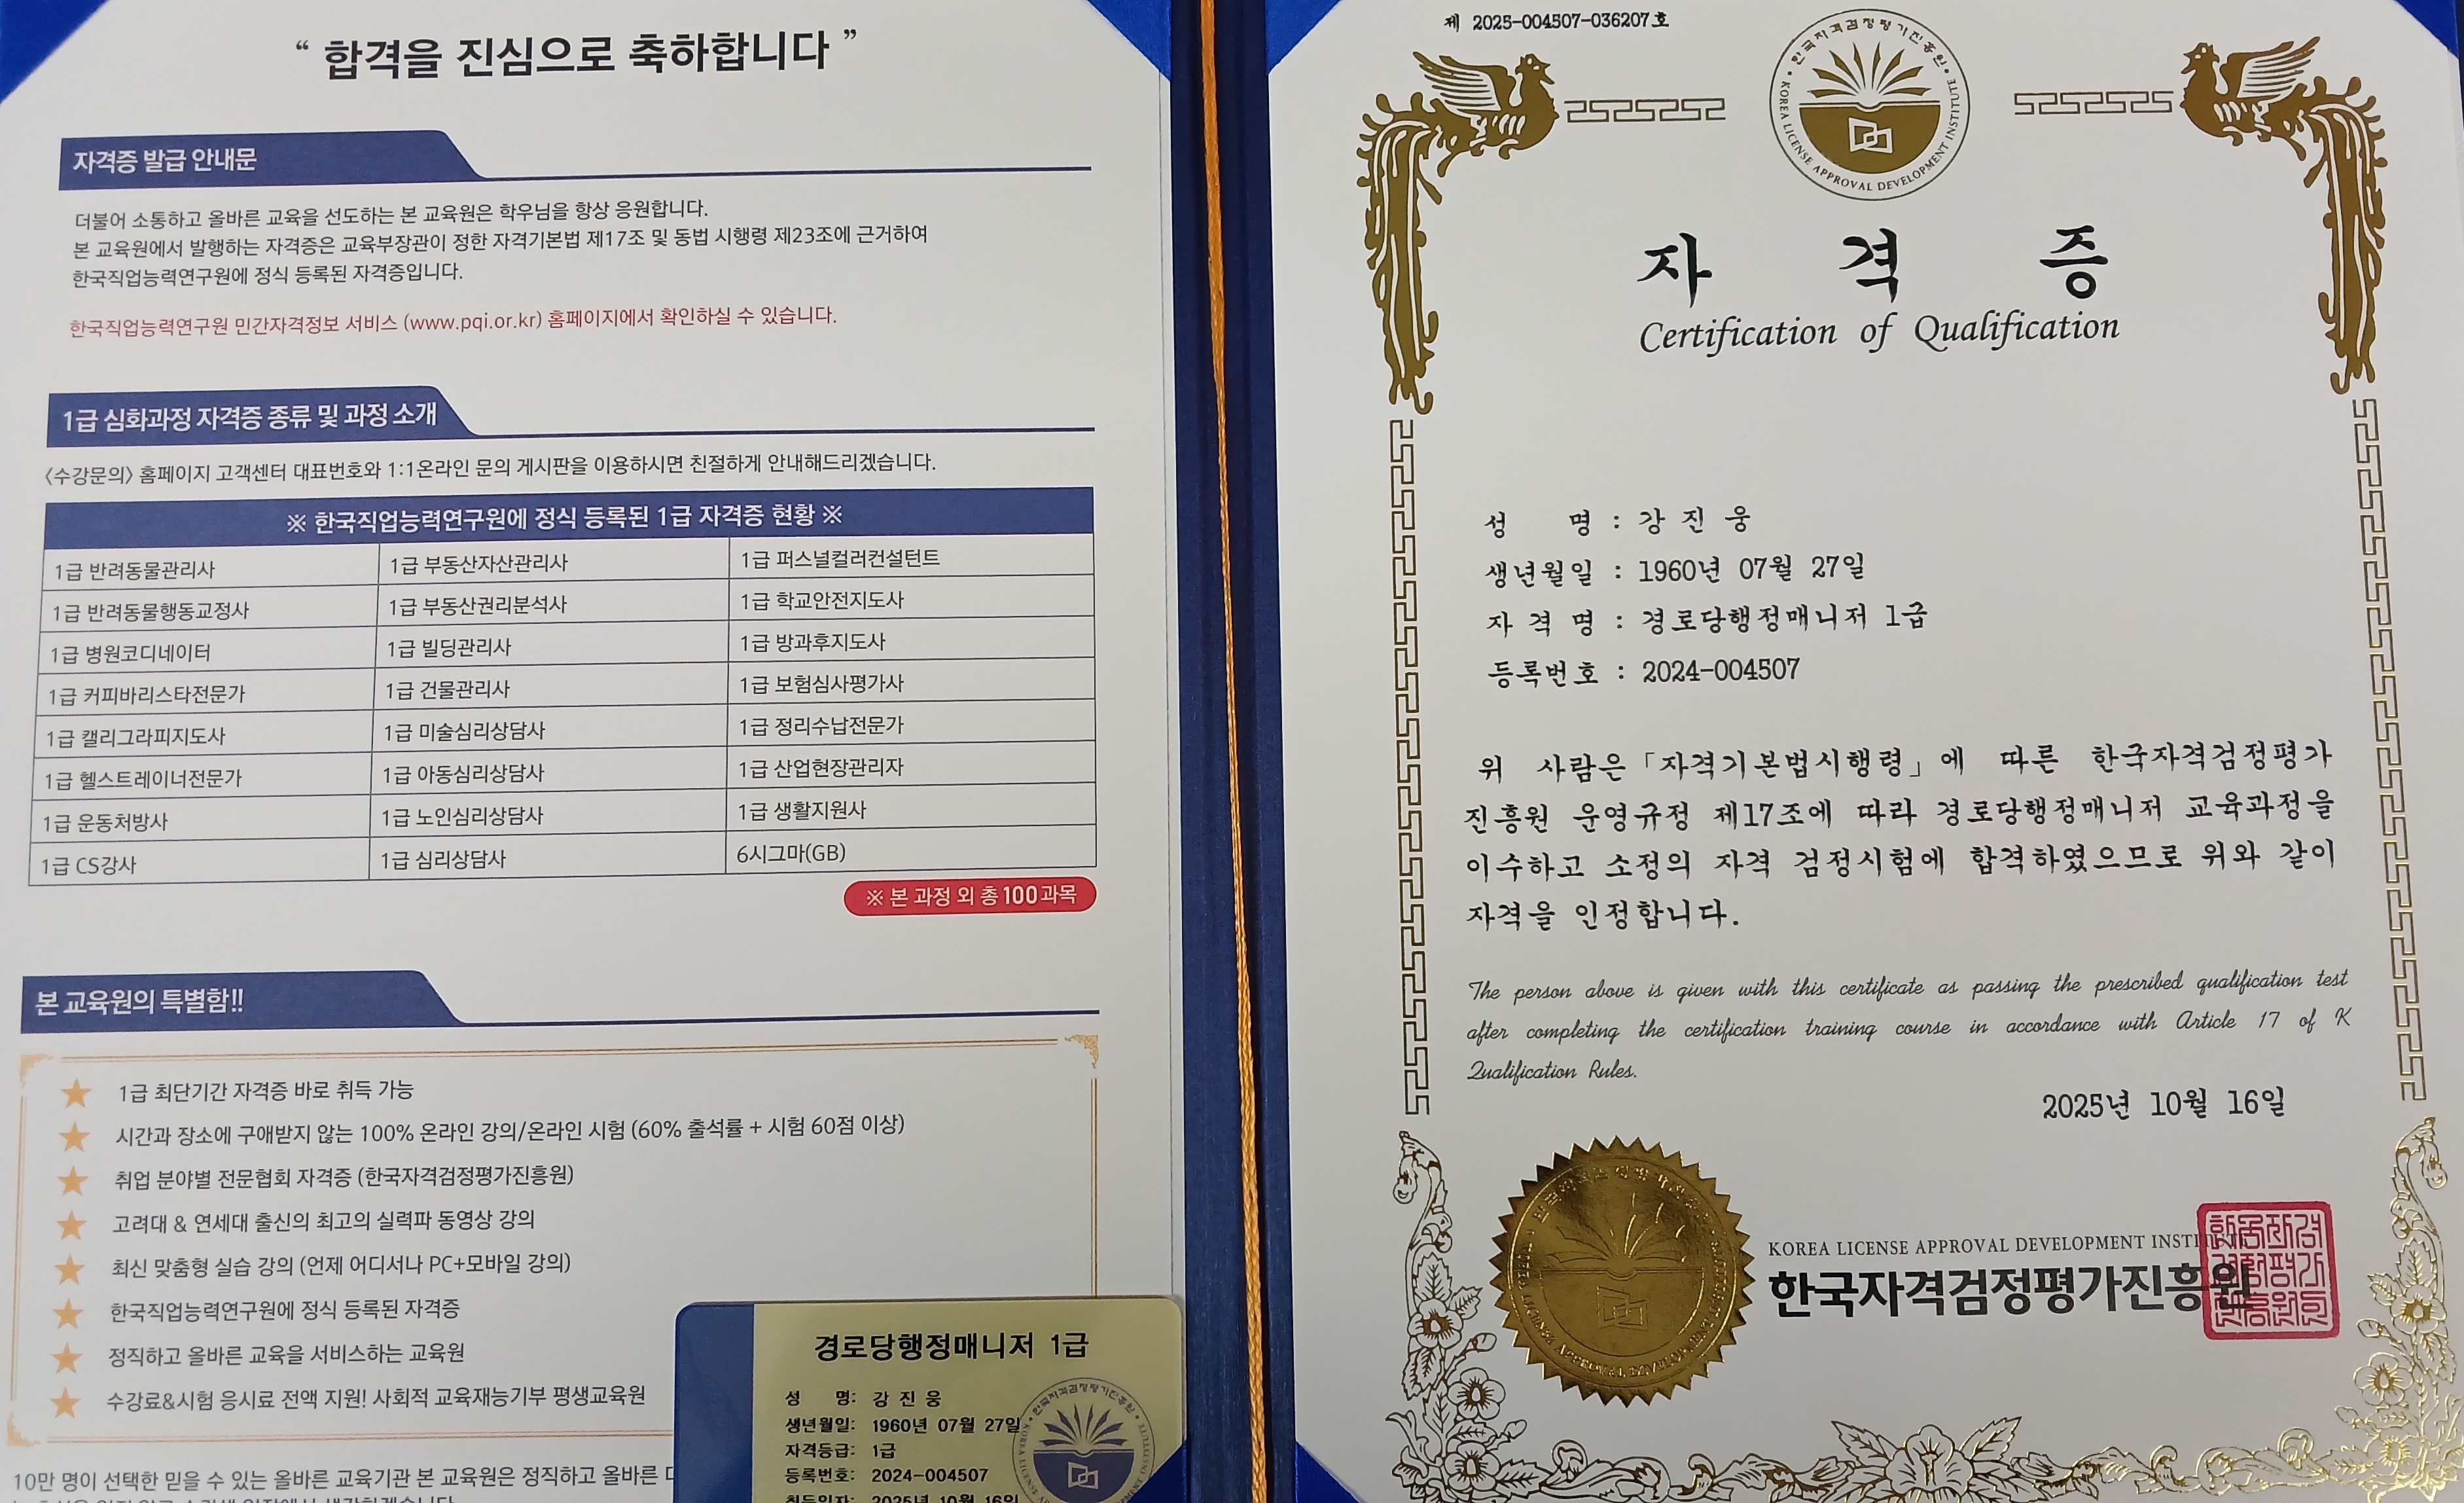 “ 합격을 진심으로 축하합니다 ”
자격증 발급 안내문
더불어 소통하고 올바른 교육을 선도하는 본 교육원은 학우님을 항상 응원합니다.
본 교육원에서 발행하는 자격증은 교육부장관이 정한 자격기본법 제17조 및 동법 시행령 제23조에 근거하여
한국직업능력연구원에 정식 등록된 자격증입니다.
한국직업능력연구원 민간자격정보 서비스 (www.pqi.or.kr) 홈페이지에서 확인하실 수 있습니다.
1급 심화과정 자격증 종류 및 과정 소개
〈수강문의〉 홈페이지 고객센터 대표번호와 1:1온라인 문의 게시판을 이용하시면 친절하게 안내해드리겠습니다.
※ 한국직업능력연구원에 정식 등록된 1급 자격증 현황 ※
1급 반려동물관리사 1급 부동산자산관리사 1급 퍼스널컬러컨설턴트
1급 반려동물행동교정사 1급 부동산권리분석사 1급 학교안전지도사
1급 병원코디네이터 1급 빌딩관리사 1급 방과후지도사
1급 커피바리스타전문가 1급 건물관리사 1급 보험심사평가사
1급 캘리그라피지도사 1급 미술심리상담사 1급 정리수납전문가
1급 헬스트레이너전문가 1급 아동심리상담사 1급 산업현장관리자
1급 운동처방사 1급 노인심리상담사 1급 생활지원사
1급 CS강사 1급 심리상담사 6시그마(GB)
※ 본 과정 외 총 100과목
본 교육원의 특별함!!
1급 최단기간 자격증 바로 취득 가능
시간과 장소에 구애받지 않는 100% 온라인 강의/온라인 시험 (60% 출석률 + 시험 60점 이상)
취업 분야별 전문협회 자격증 (한국자격검정평가진흥원)
고려대 & 연세대 출신의 최고의 실력파 동영상 강의
최신 맞춤형 실습 강의 (언제 어디서나 PC+모바일 강의)
한국직업능력연구원에 정식 등록된 자격증
정직하고 올바른 교육을 서비스하는 교육원
수강료&시험 응시료 전액 지원! 사회적 교육재능기부 평생교육원
10만 명이 선택한 믿을 수 있는 올바른 교육기관 본 교육원은 정직하고 올바른
경로당행정매니저 1급
성 명: 강 진 웅
생년월일: 1960년 07월 27일
자격등급: 1급
등록번호: 2024-004507
취득일자: 2025년 10월 16일
제 2025-004507-036207호
한국자격검정평가진흥원
KOREA LICENSE APPROVAL DEVELOPMENT INSTITUTE
자 격 증
Certification of Qualification
성 명 : 강 진 웅
생년월일 : 1960년 07월 27일
자 격 명 : 경로당행정매니저 1급
등록번호 : 2024-004507
위 사람은 「자격기본법시행령」에 따른 한국자격검정평가
진흥원 운영규정 제17조에 따라 경로당행정매니저 교육과정을
이수하고 소정의 자격 검정시험에 합격하였으므로 위와 같이
자격을 인정합니다.
The person above is given with this certificate as passing the prescribed qualification test
after completing the certification training course in accordance with Article 17 of K
Qualification Rules.
2025년 10월 16일
KOREA LICENSE APPROVAL DEVELOPMENT INSTITUTE
한국자격검정평가진흥원